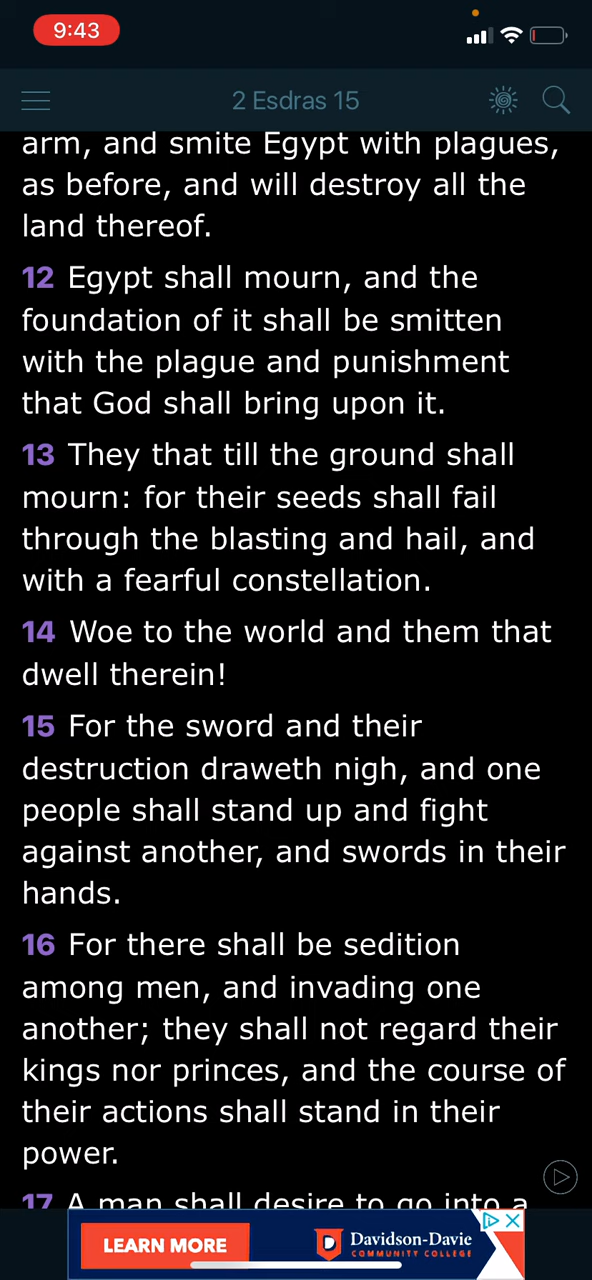 9:43
2 Esdras 15
arm, and smite Egypt with plagues,
as before, and will destroy all the
land thereof.
12 Egypt shall mourn, and the
foundation of it shall be smitten
with the plague and punishment
that God shall bring upon it.
13 They that till the ground shall
mourn: for their seeds shall fail
through the blasting and hail, and
with a fearful constellation.
14 Woe to the world and them that
dwell therein!
15 For the sword and their
destruction draweth nigh, and one
people shall stand up and fight
against another, and swords in their
hands.
16 For there shall be sedition
among men, and invading one
another; they shall not regard their
kings nor princes, and the course of
their actions shall stand in their
power.
17 A man shall desire to go into a
LEARN MORE
D
Davidson-Davie
COMMUNITY COLLEGE